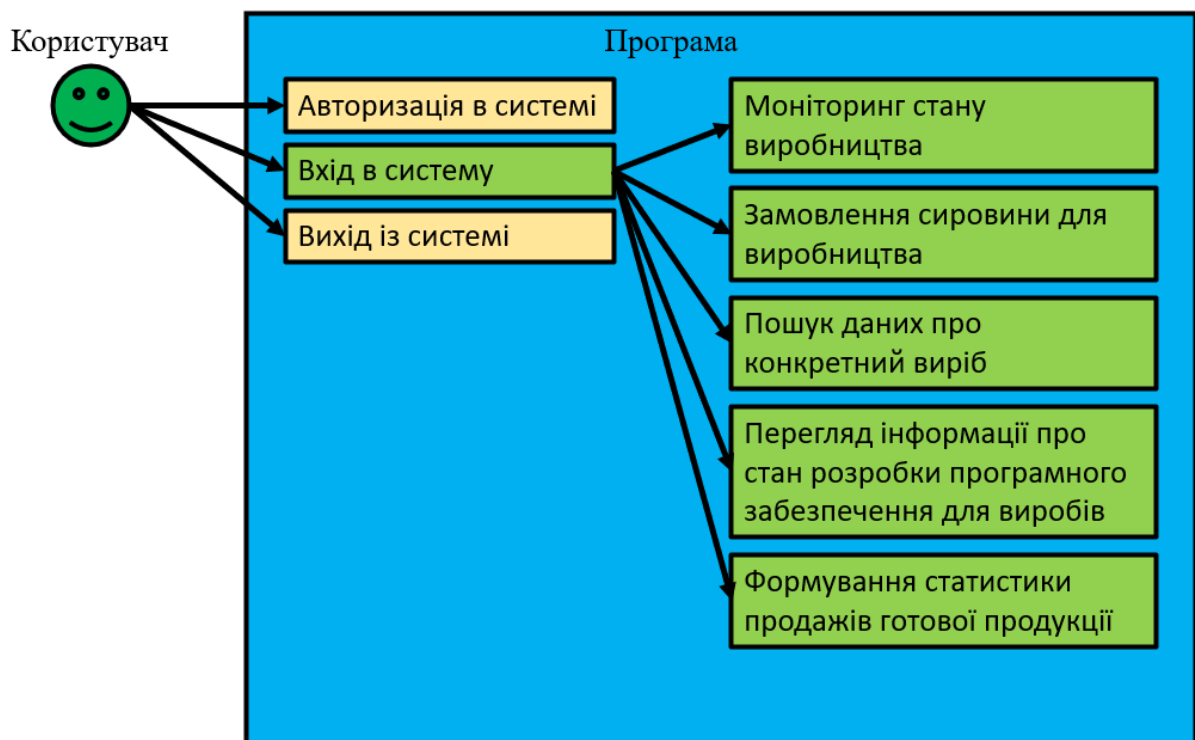 Користувач
Програма
Авторизація в системі
Вхід в систему
Вихід із системі
Моніторинг стану
виробництва
Замовлення сировини для
виробництва
Пошук даних про
конкретний виріб
Перегляд інформації про
стан розробки програмного
забезпечення для виробів
Формування статистики
продажів готової продукції